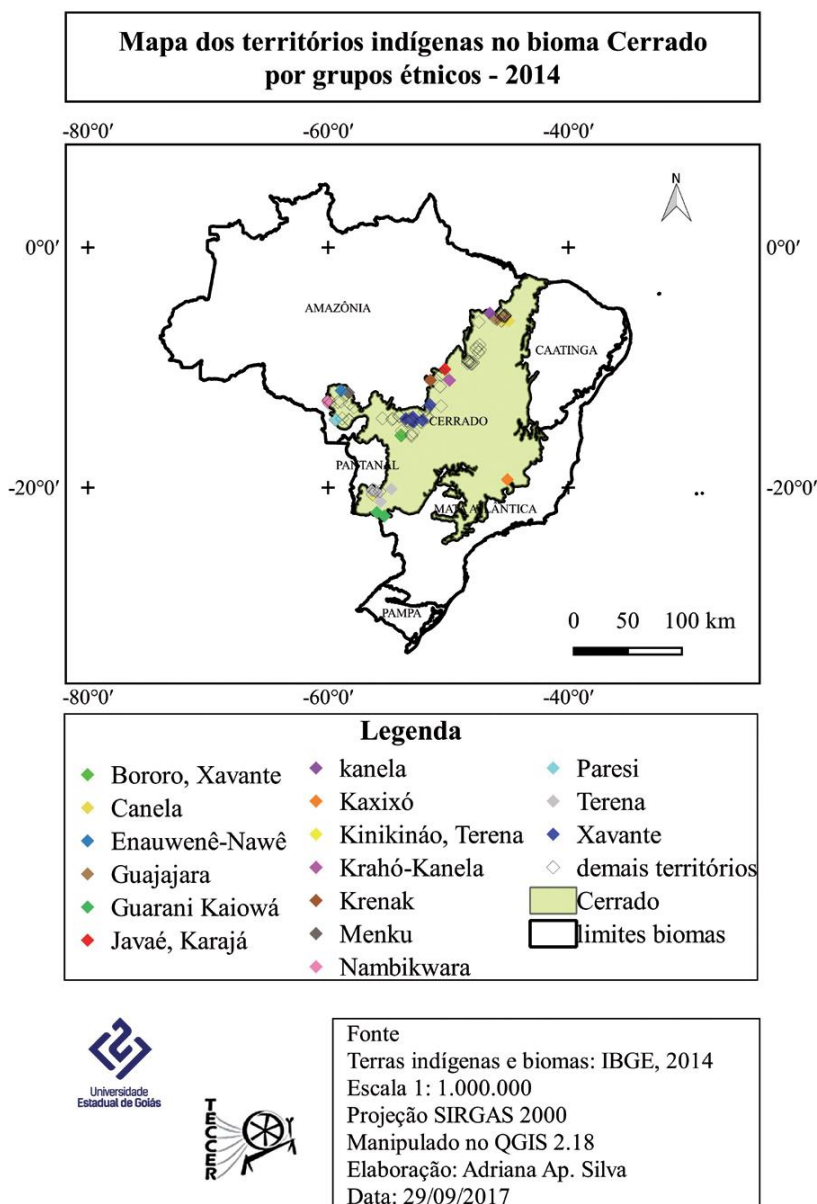 Mapa dos territórios indígenas no bioma Cerrado
por grupos étnicos - 2014
-80°0′ -60°0′ -40°0′
N
0°0′ 0°0′
AMAZÔNIA
CAATINGA
CERRADO
PANTANAL
-20°0′ -20°0′
MATA ATLÂNTICA
PAMPA
0 50 100 km
-80°0′ -60°0′ -40°0′
Legenda
Bororo, Xavante
Canela
Enauwenê-Nawê
Guajajara
Guarani Kaiowá
Javaé, Karajá
kanela
Kaxixó
Kinikináo, Terena
Krahó-Kanela
Krenak
Menku
Nambikwara
Paresi
Terena
Xavante
demais territórios
Cerrado
limites biomas
Universidade
Estadual de Goiás
TECCER
Fonte
Terras indígenas e biomas: IBGE, 2014
Escala 1: 1.000.000
Projeção SIRGAS 2000
Manipulado no QGIS 2.18
Elaboração: Adriana Ap. Silva
Data: 29/09/2017